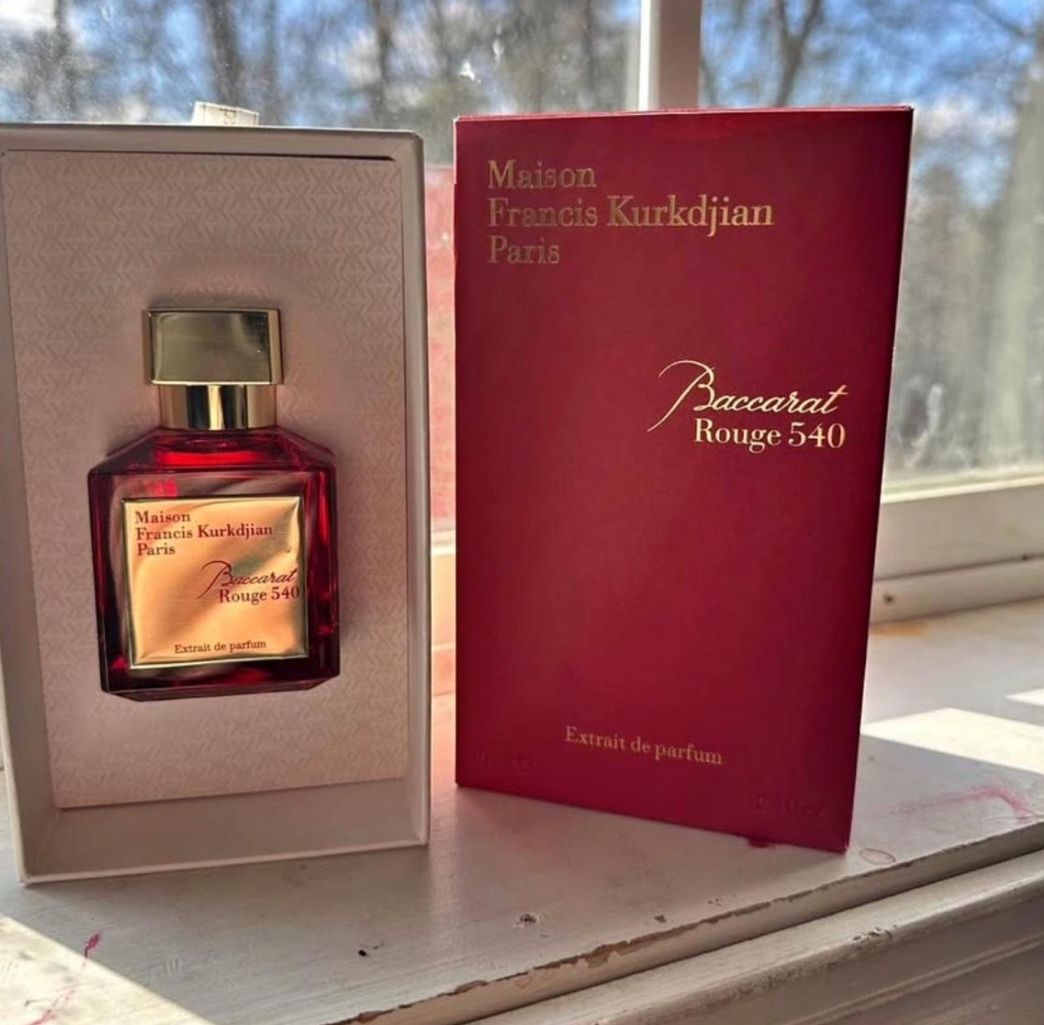 Maison
Francis Kurkdjian
Paris
Baccarat
Rouge 540
Extrait de parfum
Maison
Francis Kurkdjian
Paris
Baccarat
Rouge 540
Extrait de parfum